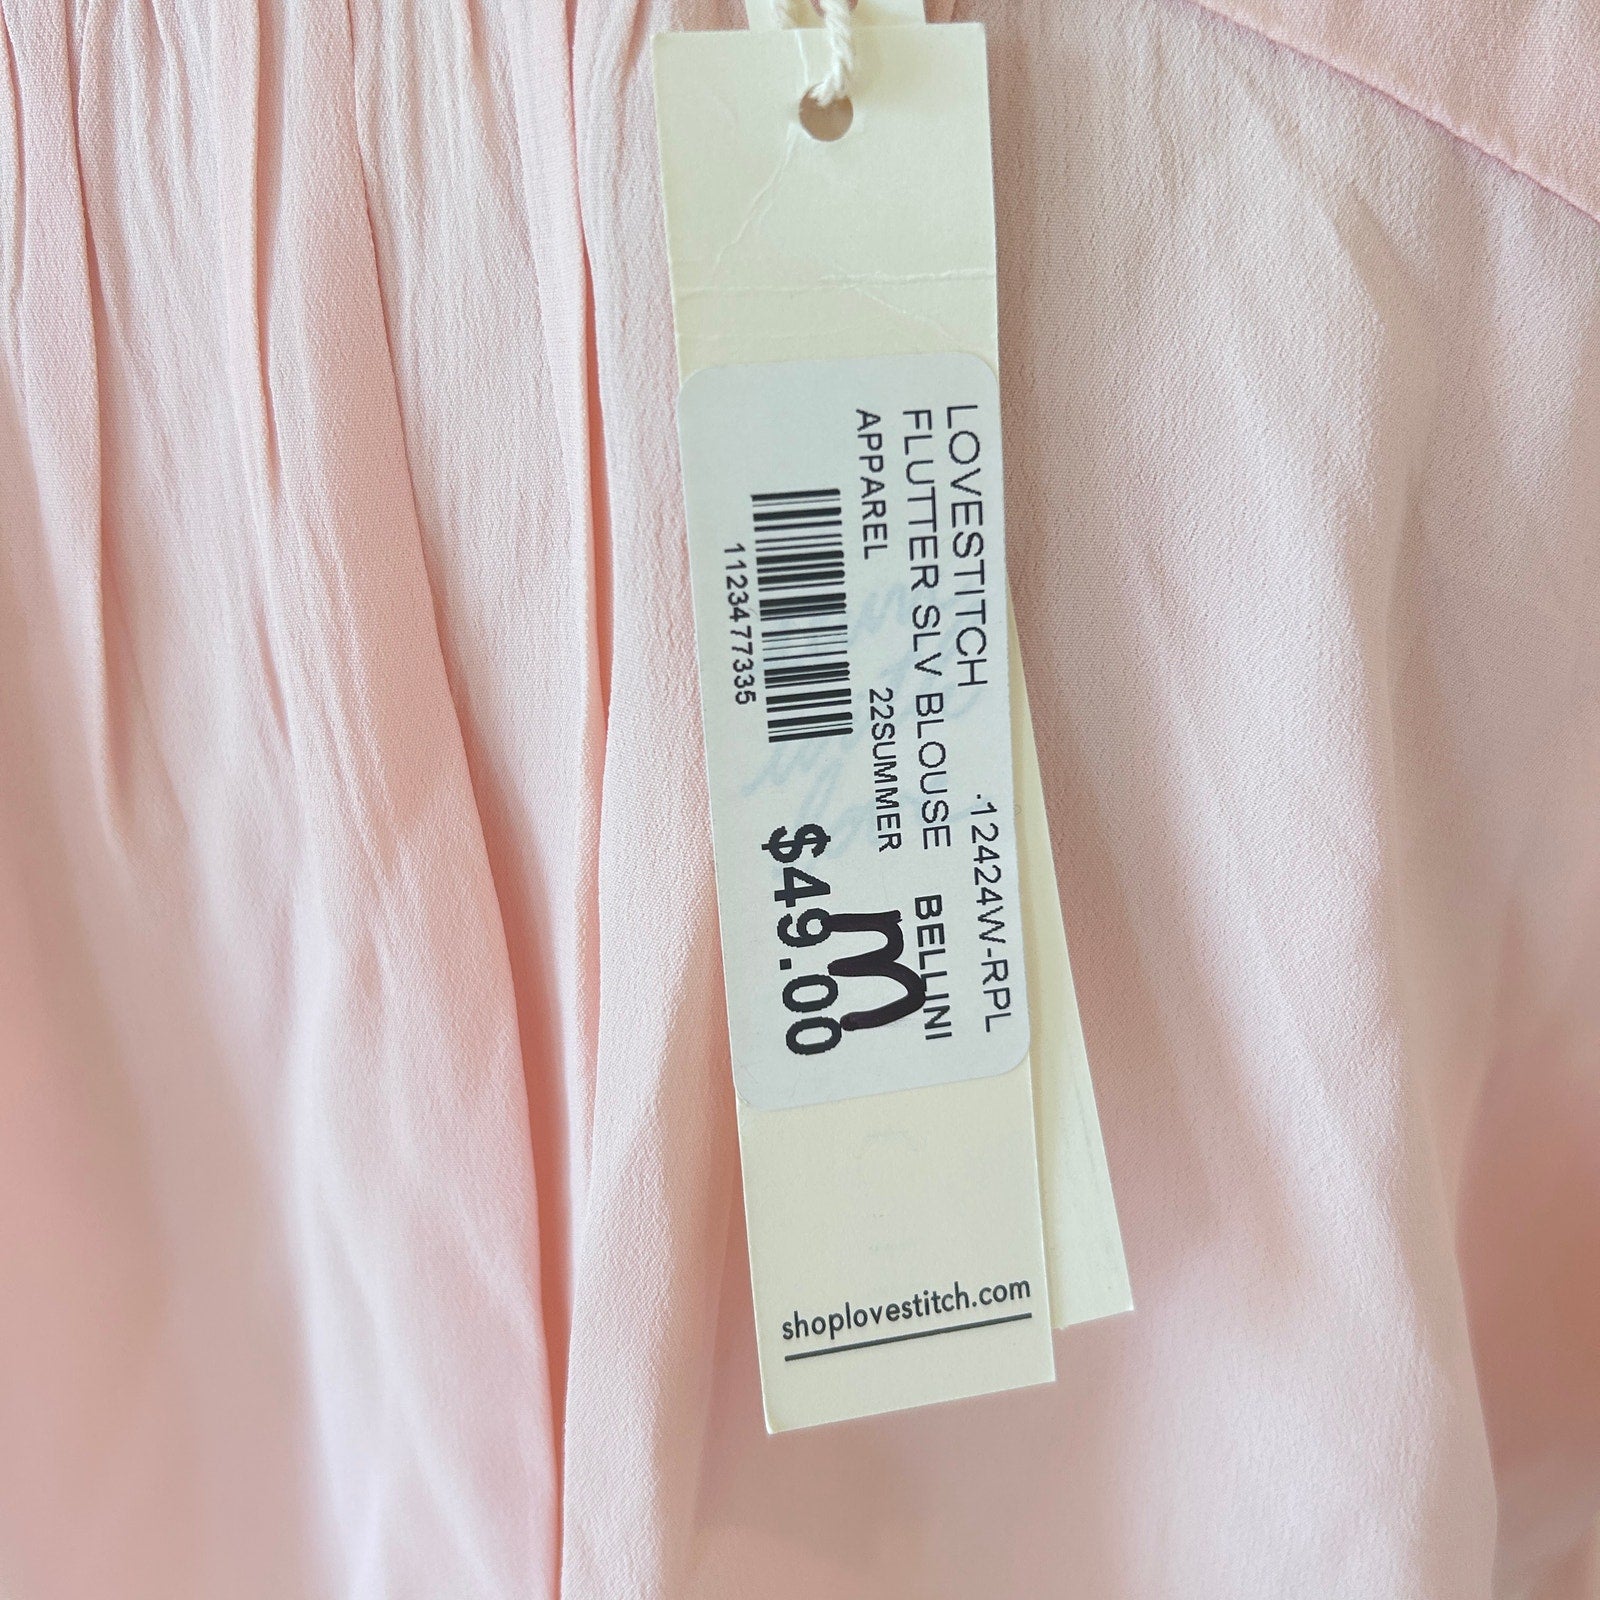 LOVESTITCH .12424W-RPL
FLUTTER SLV BLOUSE BELLINI
APPAREL 22SUMMER
m
$49.00
1123477335
shoplovestitch.com